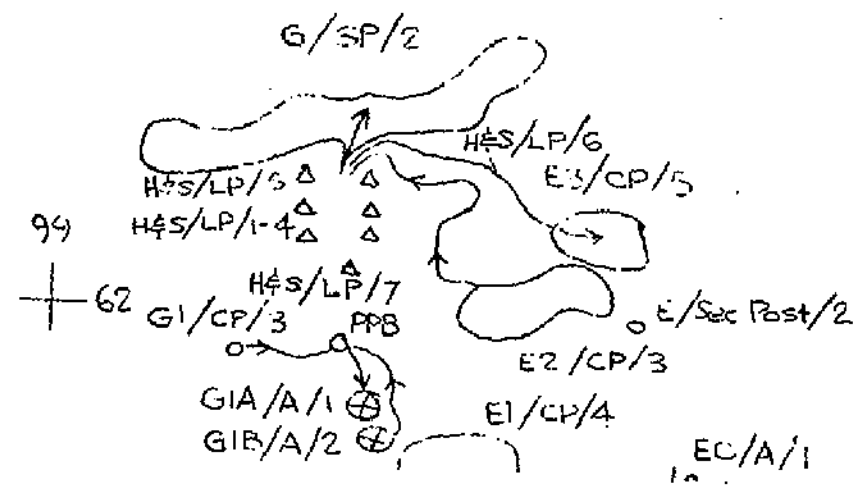 G/SP/2
H&S/LP/6
E3/CP/5
H&S/LP/5
H&S/LP/1-4
94
H&S/LP/7
62
G1/CP/3
PPB
E/Sec Post/2
E2/CP/3
G1A/A/1
E1/CP/4
G1B/A/2
EC/A/1